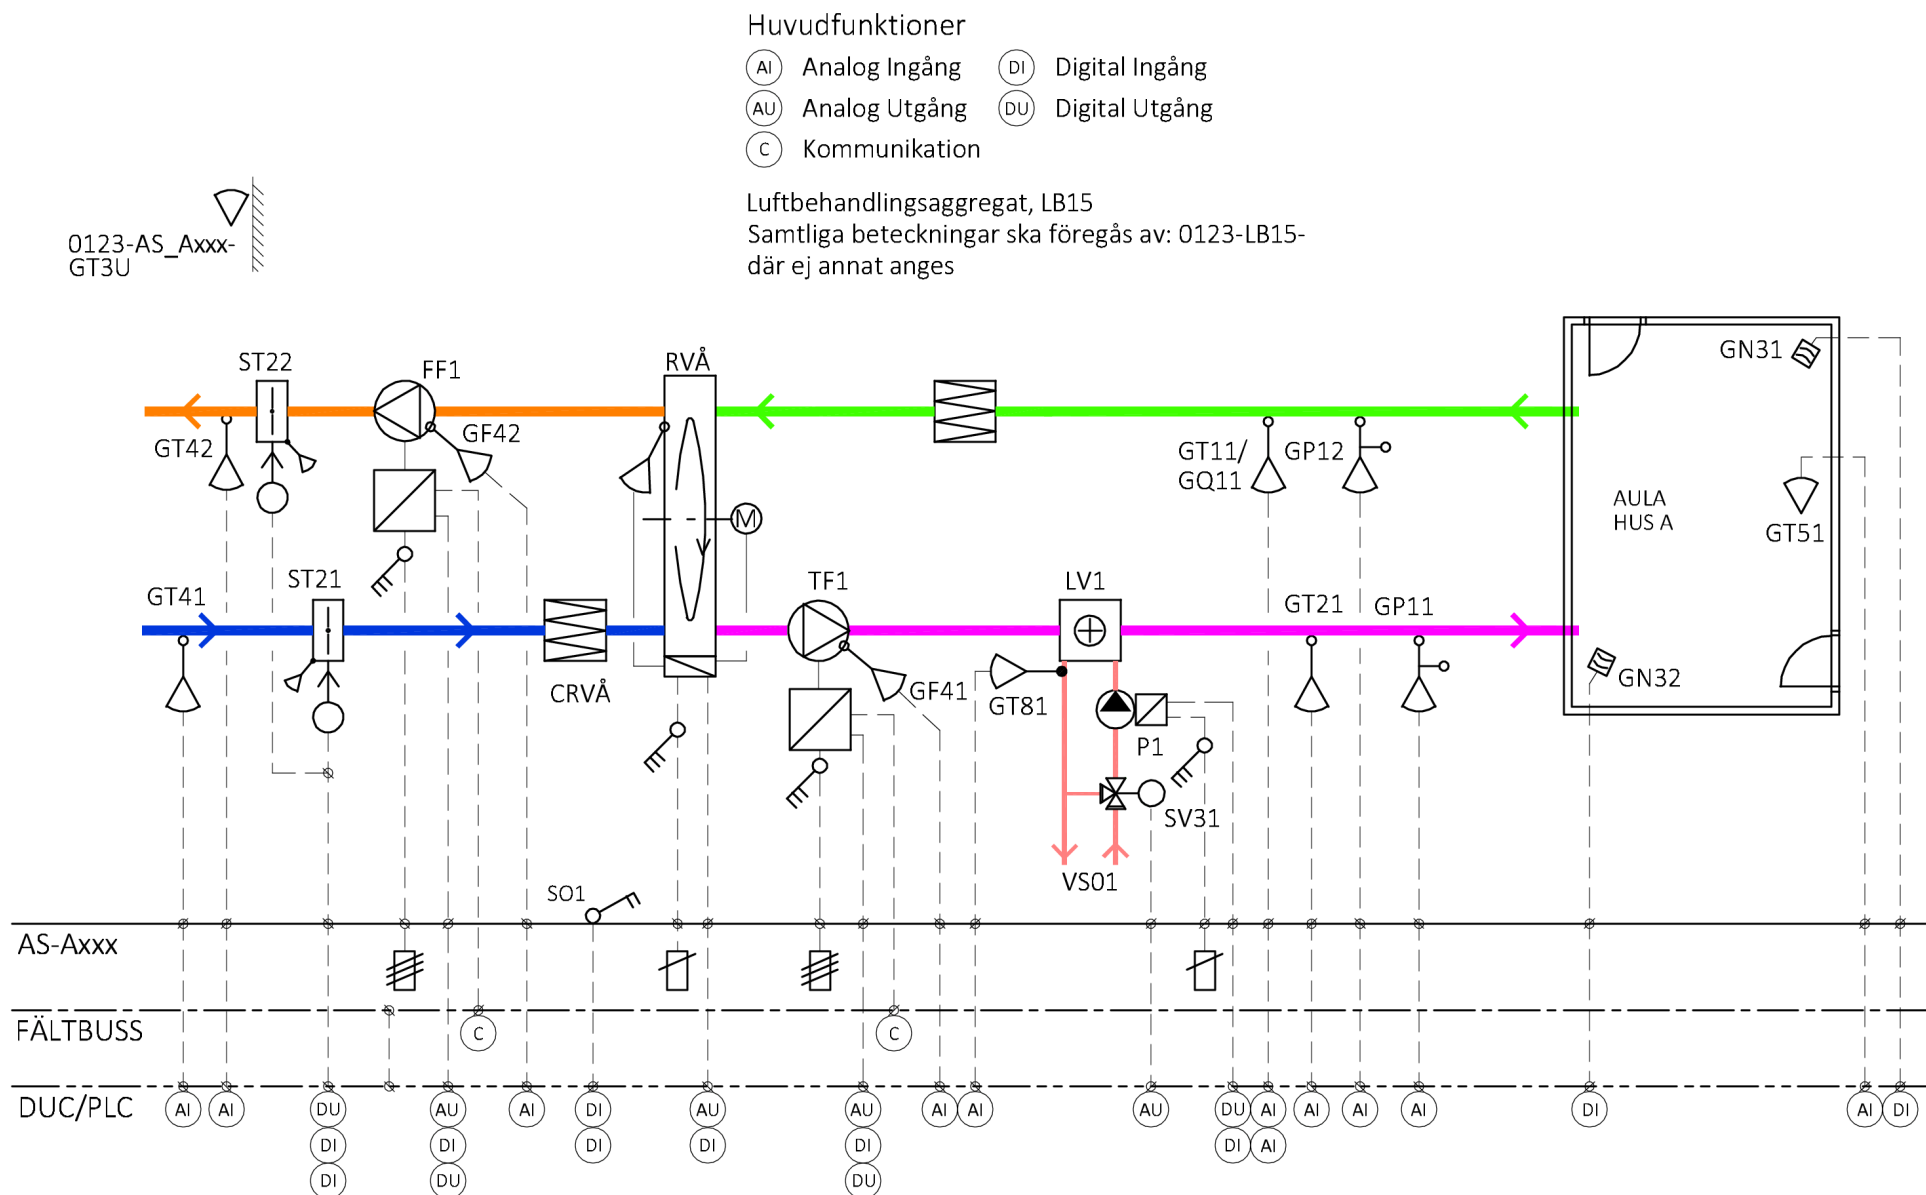 Huvudfunktioner
AI Analog Ingång DI Digital Ingång
AU Analog Utgång DU Digital Utgång
C Kommunikation
Luftbehandlingsaggregat, LB15
Samtliga beteckningar ska föregås av: 0123-LB15-
där ej annat anges
0123-AS_Axxx-
GT3U
ST22
FF1
RVÅ
GN31
GT42
GF42
GT11/
GQ11
GP12
AULA
HUS A
GT51
M
GT41
ST21
TF1
LV1
GT21
GP11
CRVÅ
GF41
GT81
P1
GN32
SV31
VS01
SO1
AS-Axxx
FÄLTBUSS
C
C
DUC/PLC
AI AI DU AU AI DI AU AU AI AI AU DU AI AI AI AI DI AI DI
DI DI DI DI DI DI AI
DI DU DU